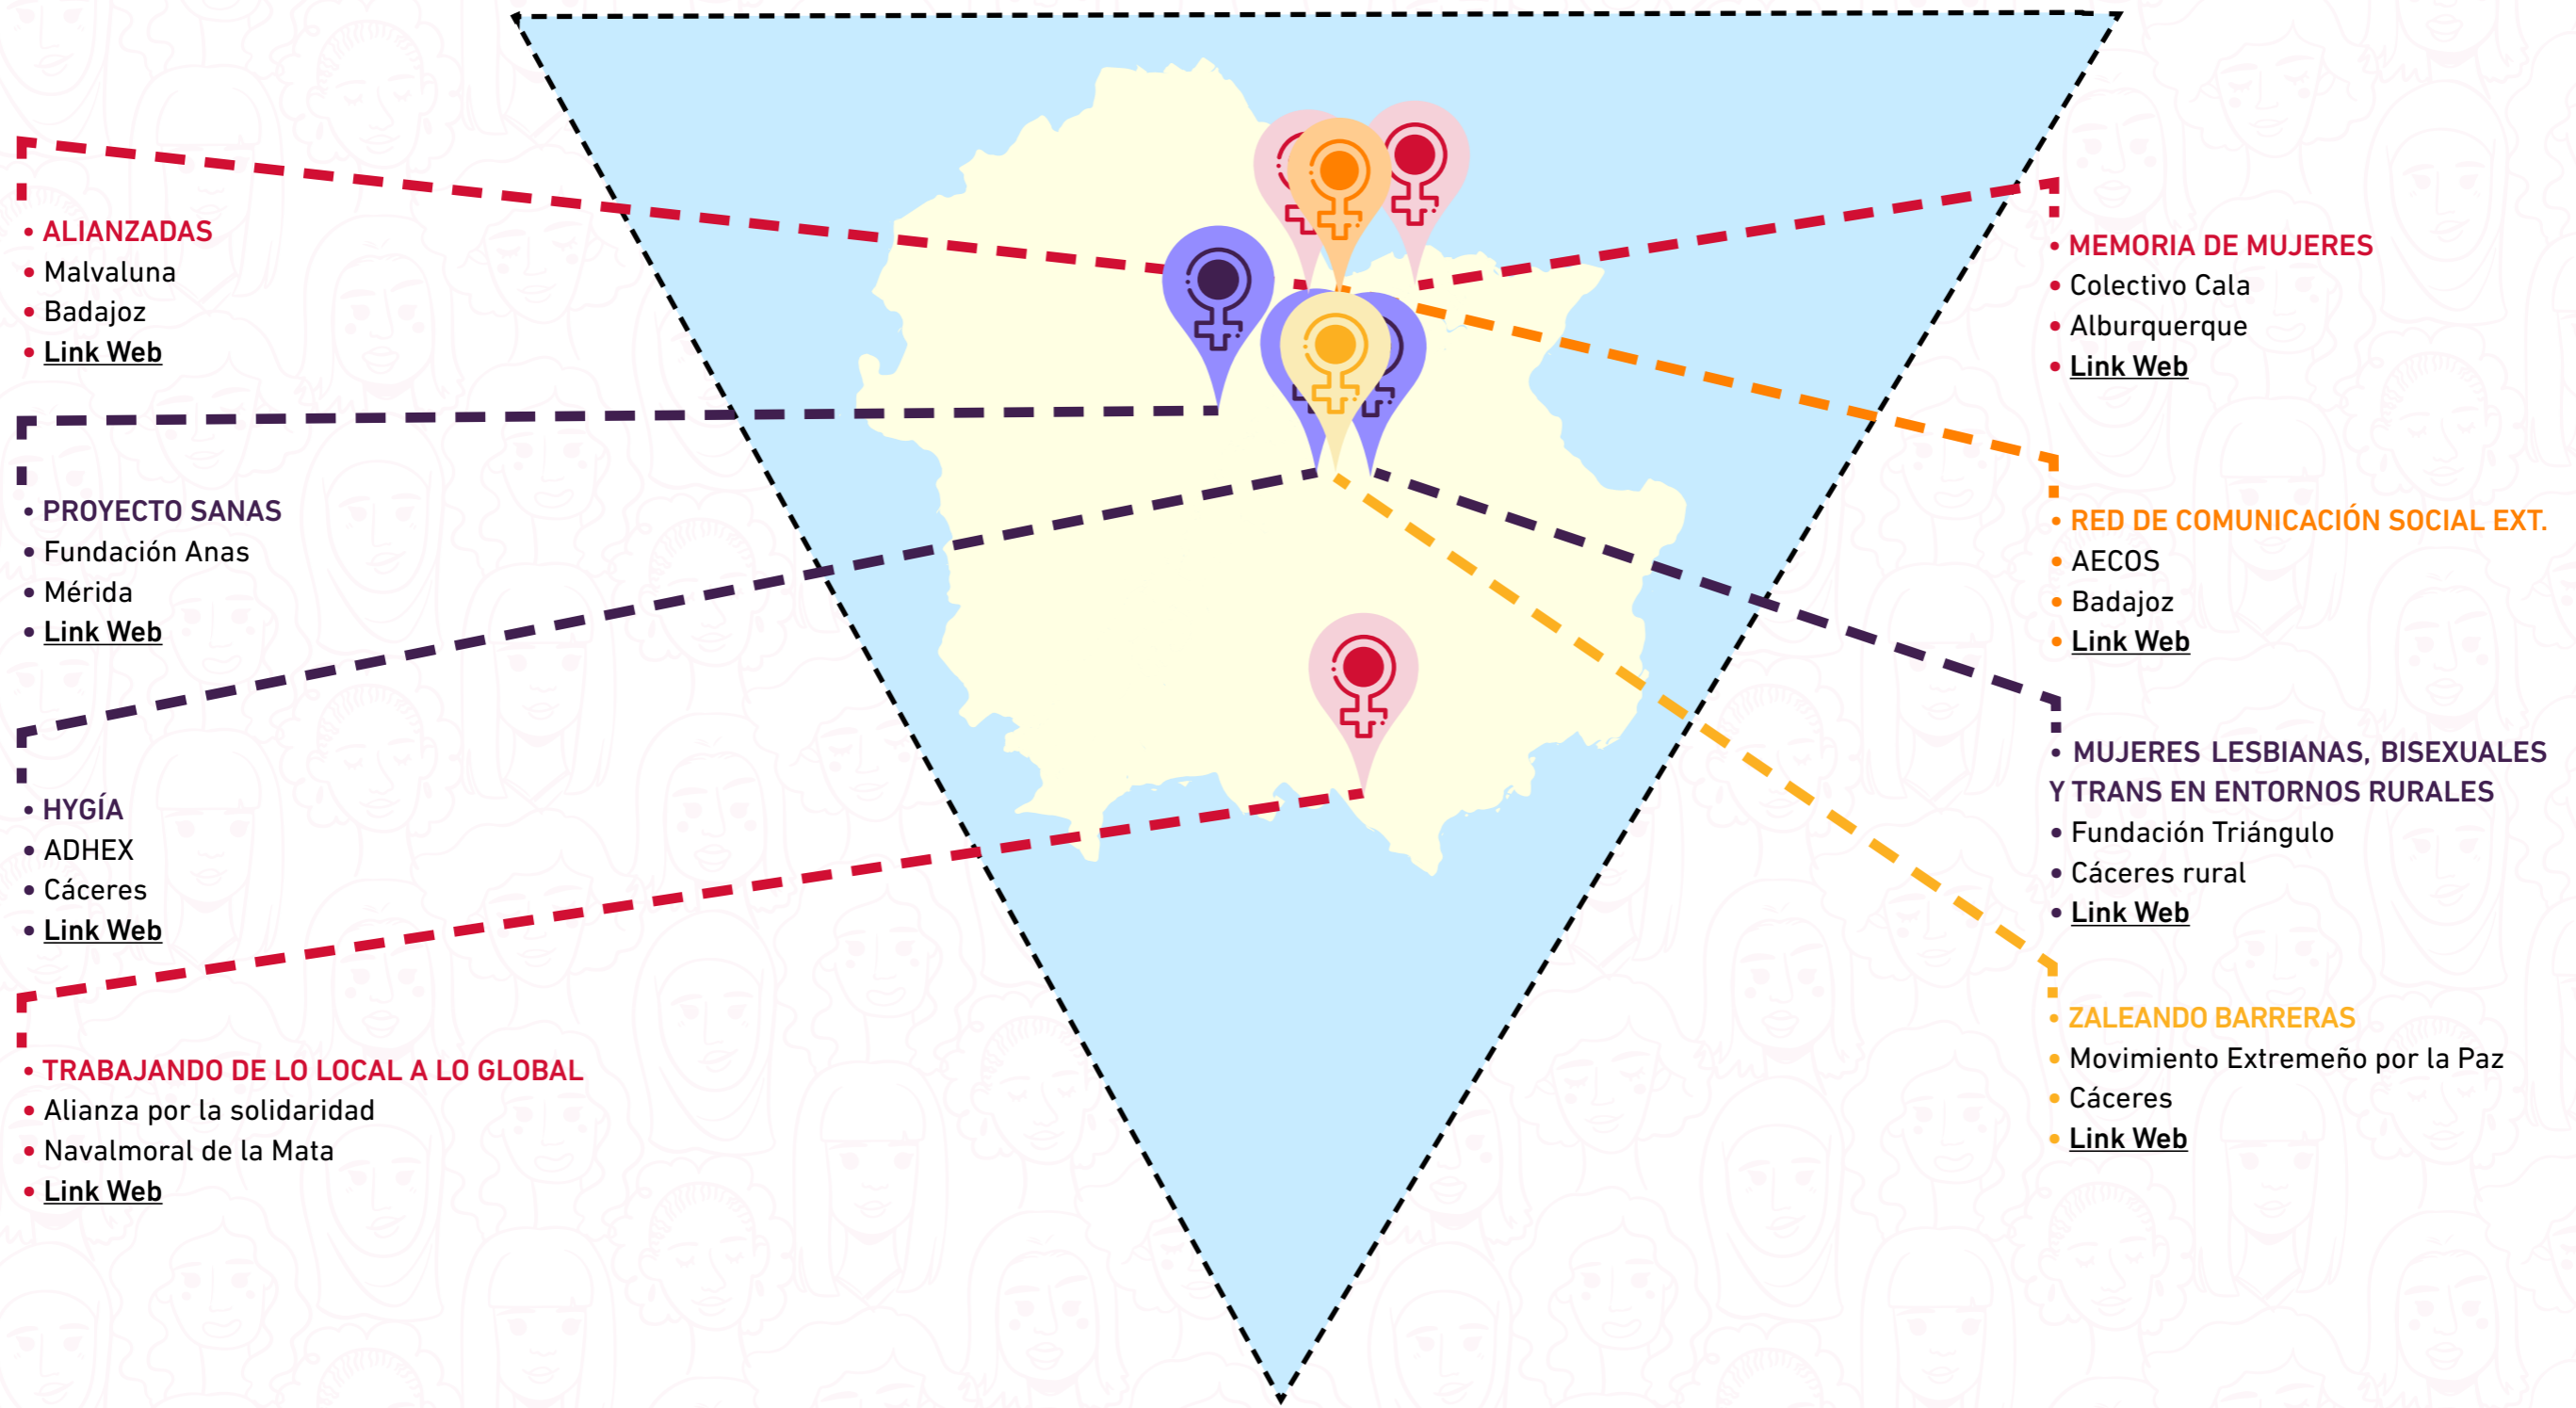 • ALIANZADAS
• Malvaluna
• Badajoz
• Link Web
• PROYECTO SANAS
• Fundación Anas
• Mérida
• Link Web
• HYGÍA
• ADHEX
• Cáceres
• Link Web
• TRABAJANDO DE LO LOCAL A LO GLOBAL
• Alianza por la solidaridad
• Navalmoral de la Mata
• Link Web
• MEMORIA DE MUJERES
• Colectivo Cala
• Alburquerque
• Link Web
• RED DE COMUNICACIÓN SOCIAL EXT.
• AECOS
• Badajoz
• Link Web
• MUJERES LESBIANAS, BISEXUALES
Y TRANS EN ENTORNOS RURALES
• Fundación Triángulo
• Cáceres rural
• Link Web
• ZALEANDO BARRERAS
• Movimiento Extremeño por la Paz
• Cáceres
• Link Web